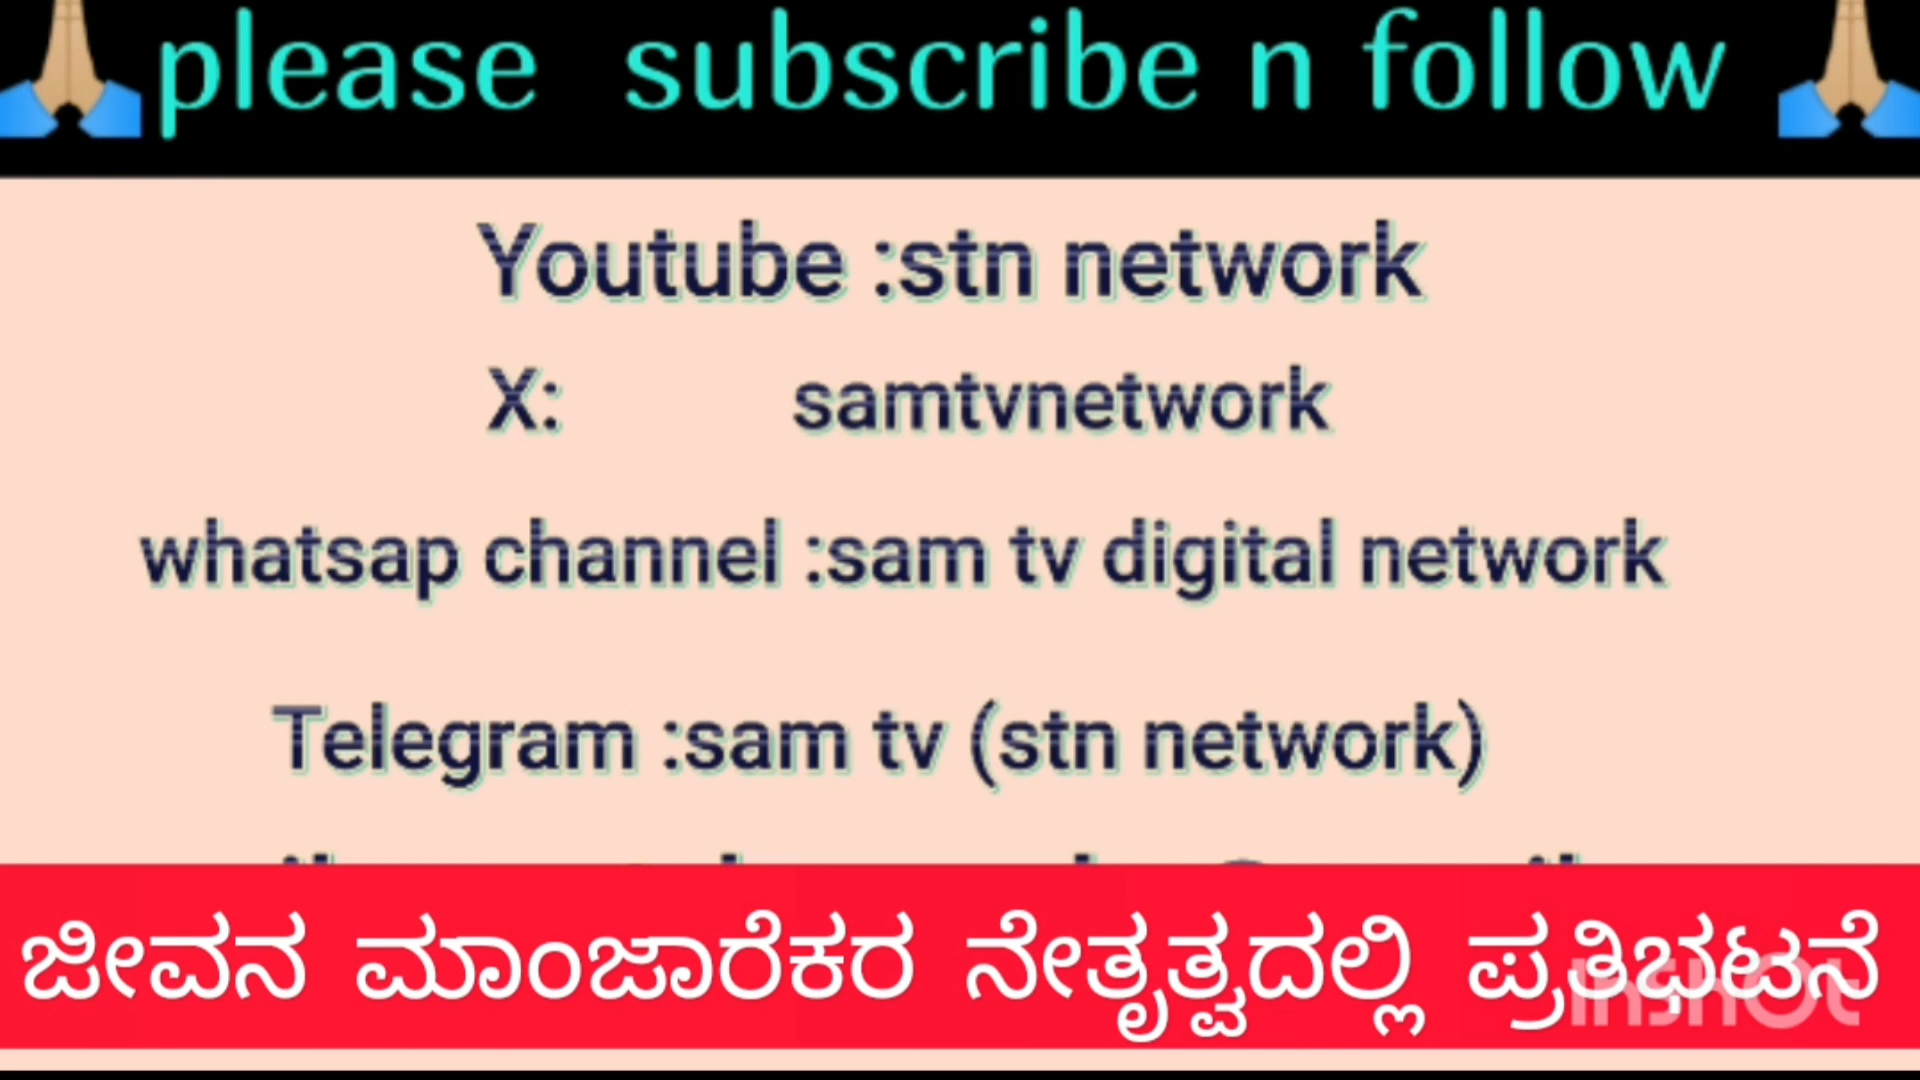 please subscribe n follow
Youtube :stn network
X: samtvnetwork
whatsap channel :sam tv digital network
Telegram :sam tv (stn network)
ಜೀವನ ಮಾಂಜಾರೆಕರ ನೇತೃತ್ವದಲ್ಲಿ ಪ್ರತಿಭಟನೆ
InShOt